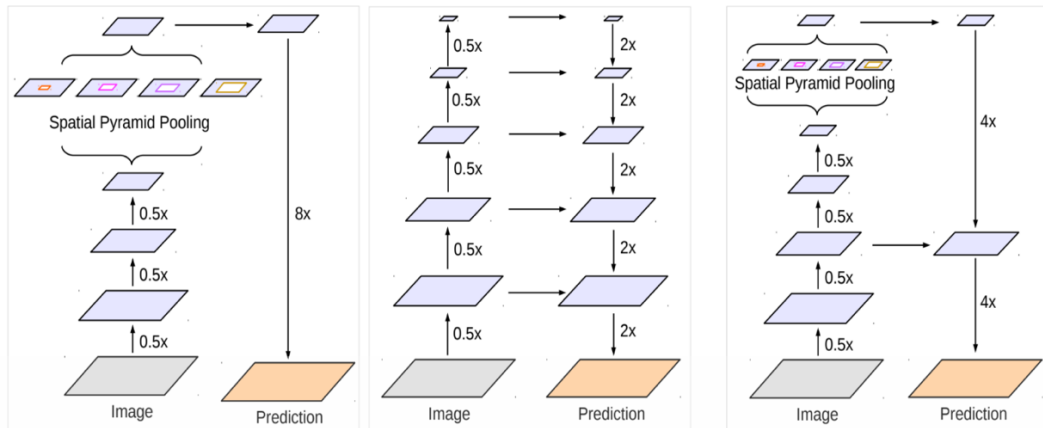 Spatial Pyramid Pooling
0.5x
0.5x
0.5x
8x
Image
Prediction
0.5x
0.5x
0.5x
0.5x
0.5x
2x
2x
2x
2x
2x
Image
Prediction
Spatial Pyramid Pooling
0.5x
0.5x
0.5x
0.5x
4x
4x
Image
Prediction